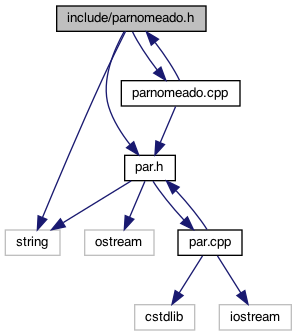 include/parnomeado.h
parnomeado.cpp
par.h
string
ostream
par.cpp
cstdlib
iostream